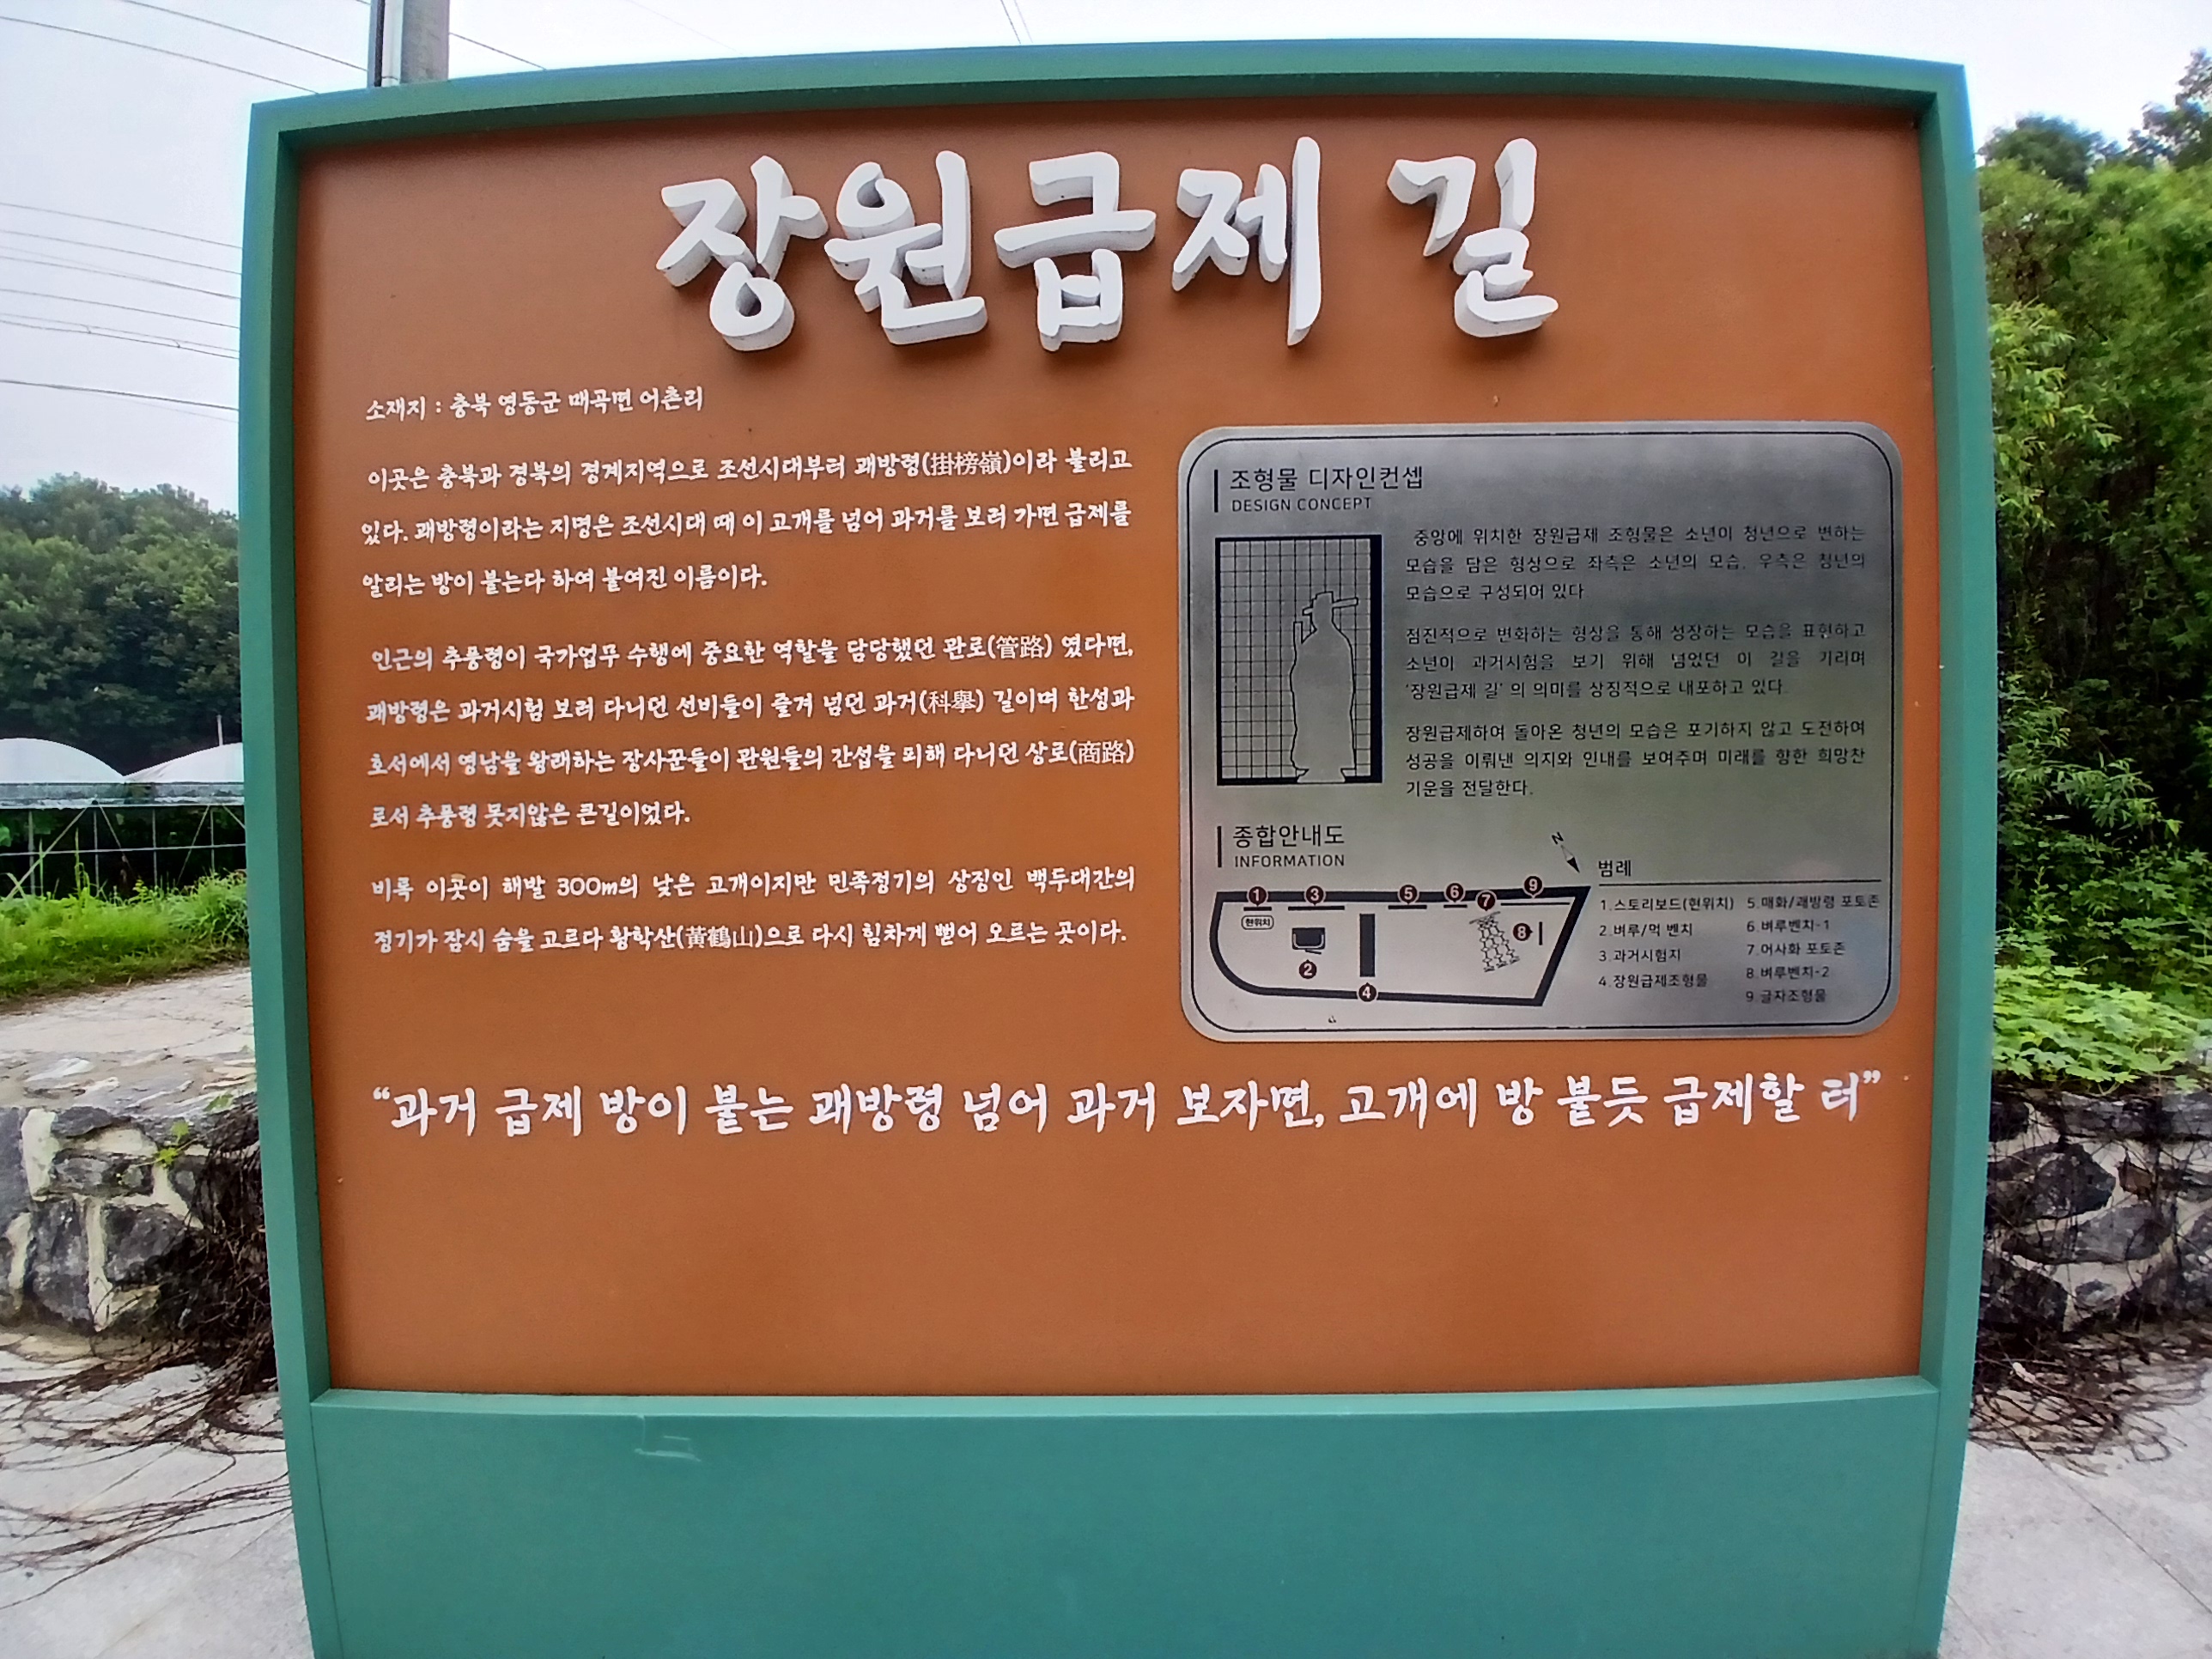 장원급제 길
소재지 : 충북 영동군 매곡면 어촌리
이곳은 충북과 경북의 경계지역으로 조선시대부터 괘방령(掛榜嶺)이라 불리고
있다. 괘방령이라는 지명은 조선시대 때 이 고개를 넘어 과거를 보러 가면 급제를
알리는 방이 붙는다 하여 붙여진 이름이다.
인근의 추풍령이 국가업무 수행에 중요한 역할을 담당했던 관로(管路) 였다면,
괘방령은 과거시험 보러 다니던 선비들이 즐겨 넘던 과거(科擧) 길이며 한성과
호서에서 영남을 왕래하는 장사꾼들이 관원들의 간섭을 피해 다니던 상로(商路)
로서 추풍령 못지않은 큰길이었다.
비록 이곳이 해발 300m의 낮은 고개이지만 민족정기의 상징인 백두대간의
정기가 잠시 숨을 고르다 황학산(黃鶴山)으로 다시 힘차게 뻗어 오르는 곳이다.
조형물 디자인컨셉
DESIGN CONCEPT
중앙에 위치한 장원급제 조형물은 소년이 청년으로 변하는
모습을 담은 형상으로 좌측은 소년의 모습, 우측은 청년의
모습으로 구성되어 있다
점진적으로 변화하는 형상을 통해 성장하는 모습을 표현하고
소년이 과거시험을 보기 위해 넘었던 이 길을 기리며
'장원급제 길' 의 의미를 상징적으로 내포하고 있다.
장원급제하여 돌아온 청년의 모습은 포기하지 않고 도전하여
성공을 이뤄낸 의지와 인내를 보여주며 미래를 향한 희망찬
기운을 전달한다.
종합안내도
INFORMATION
N
1 3 5 6 7 9
현위치
8
2
4
범례
1.스토리보드(현위치)
2.벼루/먹 벤치
3.과거시험지
4.장원급제조형물
5.매화/괘방령 포토존
6.벼루벤치-1
7.어사화 포토존
8.벼루벤치-2
9.글자조형물
“과거 급제 방이 붙는 괘방령 넘어 과거 보자면, 고개에 방 붙듯 급제할 터”